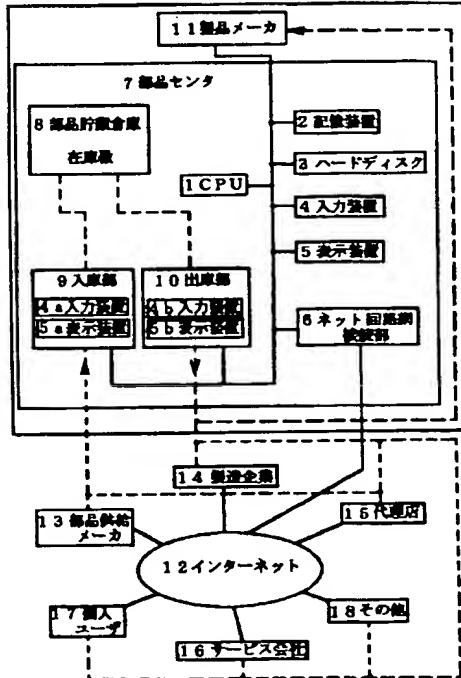 11製品メーカ
7部品センタ
8部品貯蔵倉庫
在庫数
2記憶装置
3ハードディスク
1CPU
4入力装置
5表示装置
9入庫部
4a入力装置
5a表示装置
10出庫部
4b入力装置
5b表示装置
6ネット回路網
接続部
14製造企業
13部品供給
メーカ
15代理店
12インターネット
17個人
ユーザ
18その他
16サービス会社